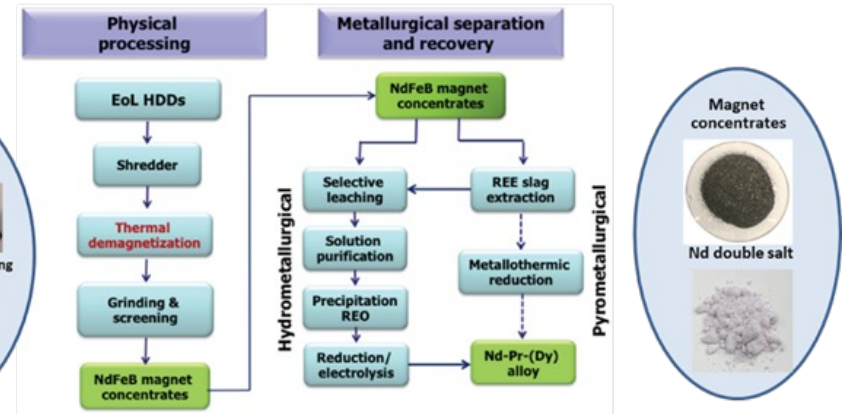 Physical
processing
Metallurgical separation
and recovery
EoL HDDs
Shredder
Thermal
demagnetization
Grinding &
screening
NdFeB magnet
concentrates
NdFeB magnet
concentrates
Hydrometallurgical
Selective
leaching
Solution
purification
Precipitation
REO
Reduction/
electrolysis
REE slag
extraction
Metallothermic
reduction
Nd-Pr-(Dy)
alloy
Pyrometallurgical
Magnet
concentrates
Nd double salt